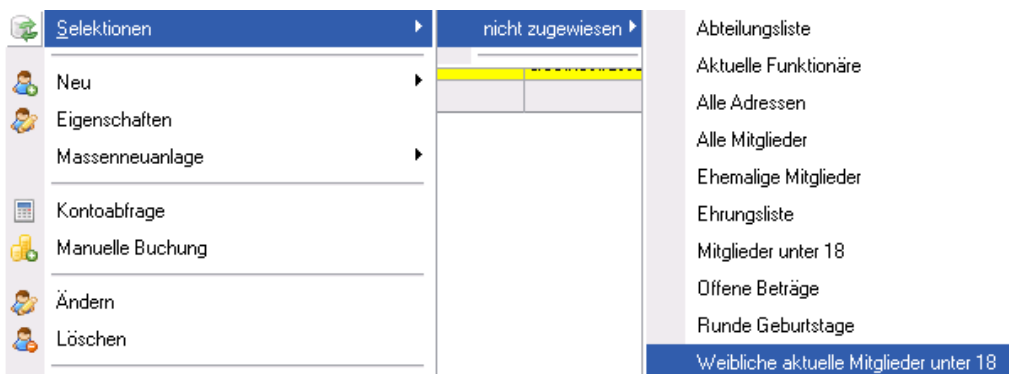 Selektionen
Neu
Eigenschaften
Massenneuanlage
Kontoabfrage
Manuelle Buchung
Ändern
Löschen
nicht zugewiesen
Abteilungsliste
Aktuelle Funktionäre
Alle Adressen
Alle Mitglieder
Ehemalige Mitglieder
Ehrungsliste
Mitglieder unter 18
Offene Beträge
Runde Geburtstage
Weibliche aktuelle Mitglieder unter 18